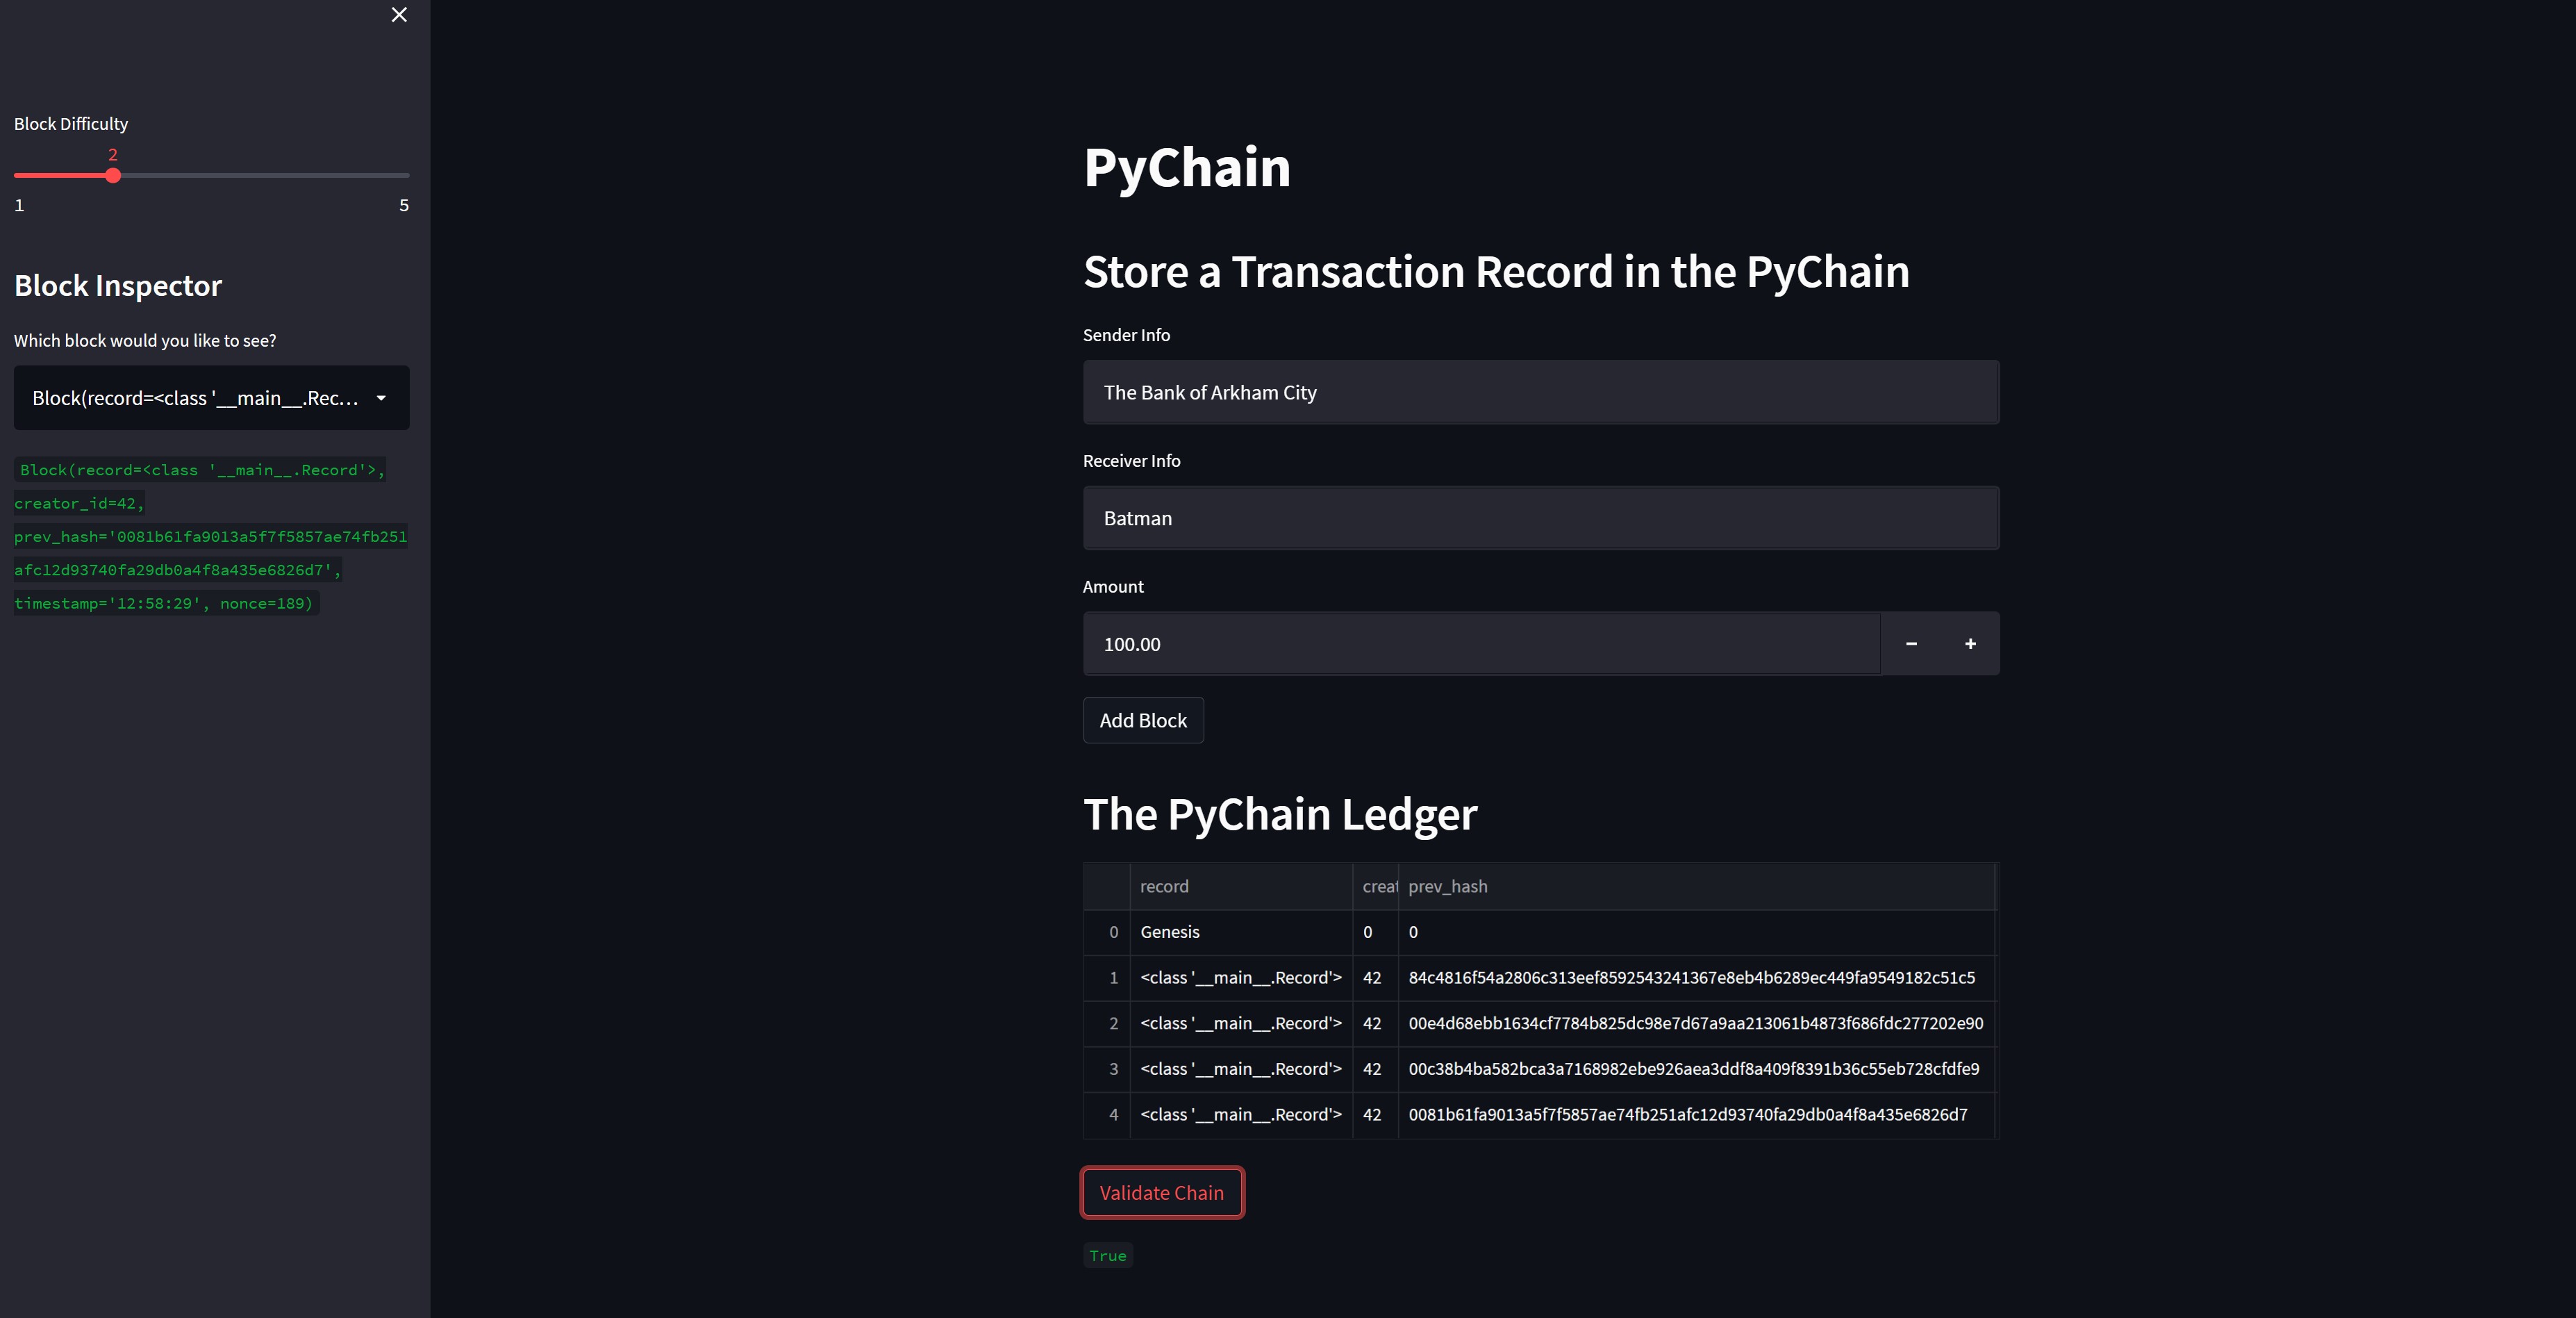 Block Difficulty
2
1 5
Block Inspector
Which block would you like to see?
Block(record=<class '__main__.Rec...
Block(record=<class '__main__.Record'>,
creator_id=42,
prev_hash='0081b61fa9013a5f7f5857ae74fb251
afc12d93740fa29db0a4f8a435e6826d7',
timestamp='12:58:29', nonce=189)
PyChain
Store a Transaction Record in the PyChain
Sender Info
The Bank of Arkham City
Receiver Info
Batman
Amount
100.00
Add Block
The PyChain Ledger
record creat prev_hash
0 Genesis 0 0
1 <class '__main__.Record'> 42 84c4816f54a2806c313eef8592543241367e8eb4b6289ec449fa9549182c51c5
2 <class '__main__.Record'> 42 00e4d68ebb1634cf7784b825dc98e7d67a9aa213061b4873f686fdc277202e90
3 <class '__main__.Record'> 42 00c38b4ba582bca3a7168982ebe926aea3ddf8a409f8391b36c55eb728cfdfe9
4 <class '__main__.Record'> 42 0081b61fa9013a5f7f5857ae74fb251afc12d93740fa29db0a4f8a435e6826d7
Validate Chain
True